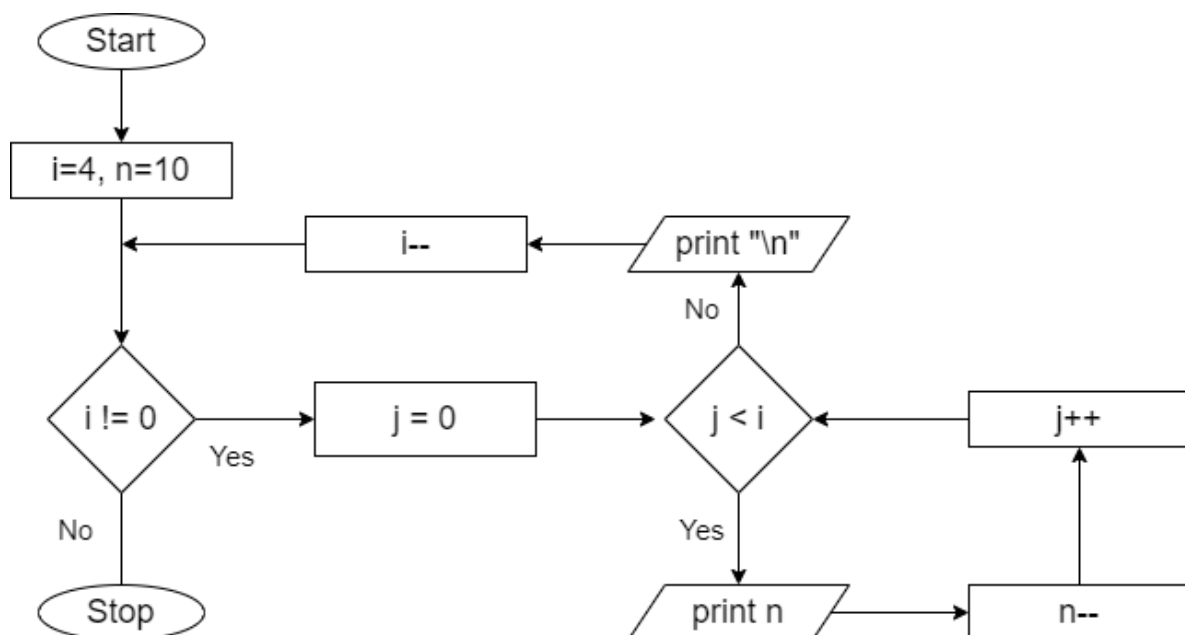 Start
i=4, n=10
i--
print "\n"
No
i != 0
Yes
j = 0
j < i
j++
No
Yes
Stop
print n
n--